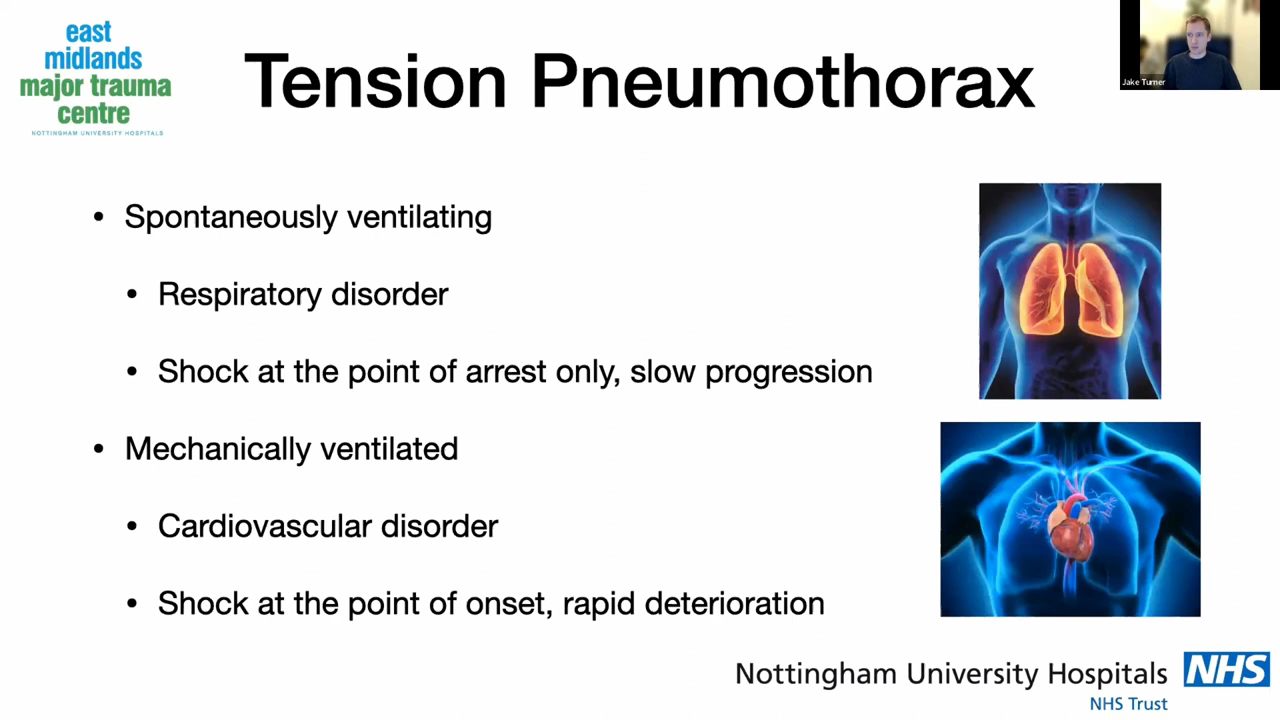 east
midlands
major trauma
centre
NOTTINGHAM UNIVERSITY HOSPITALS
Tension Pneumothorax
Jake Turner
• Spontaneously ventilating
• Respiratory disorder
• Shock at the point of arrest only, slow progression
• Mechanically ventilated
• Cardiovascular disorder
• Shock at the point of onset, rapid deterioration
Nottingham University Hospitals NHS
NHS Trust